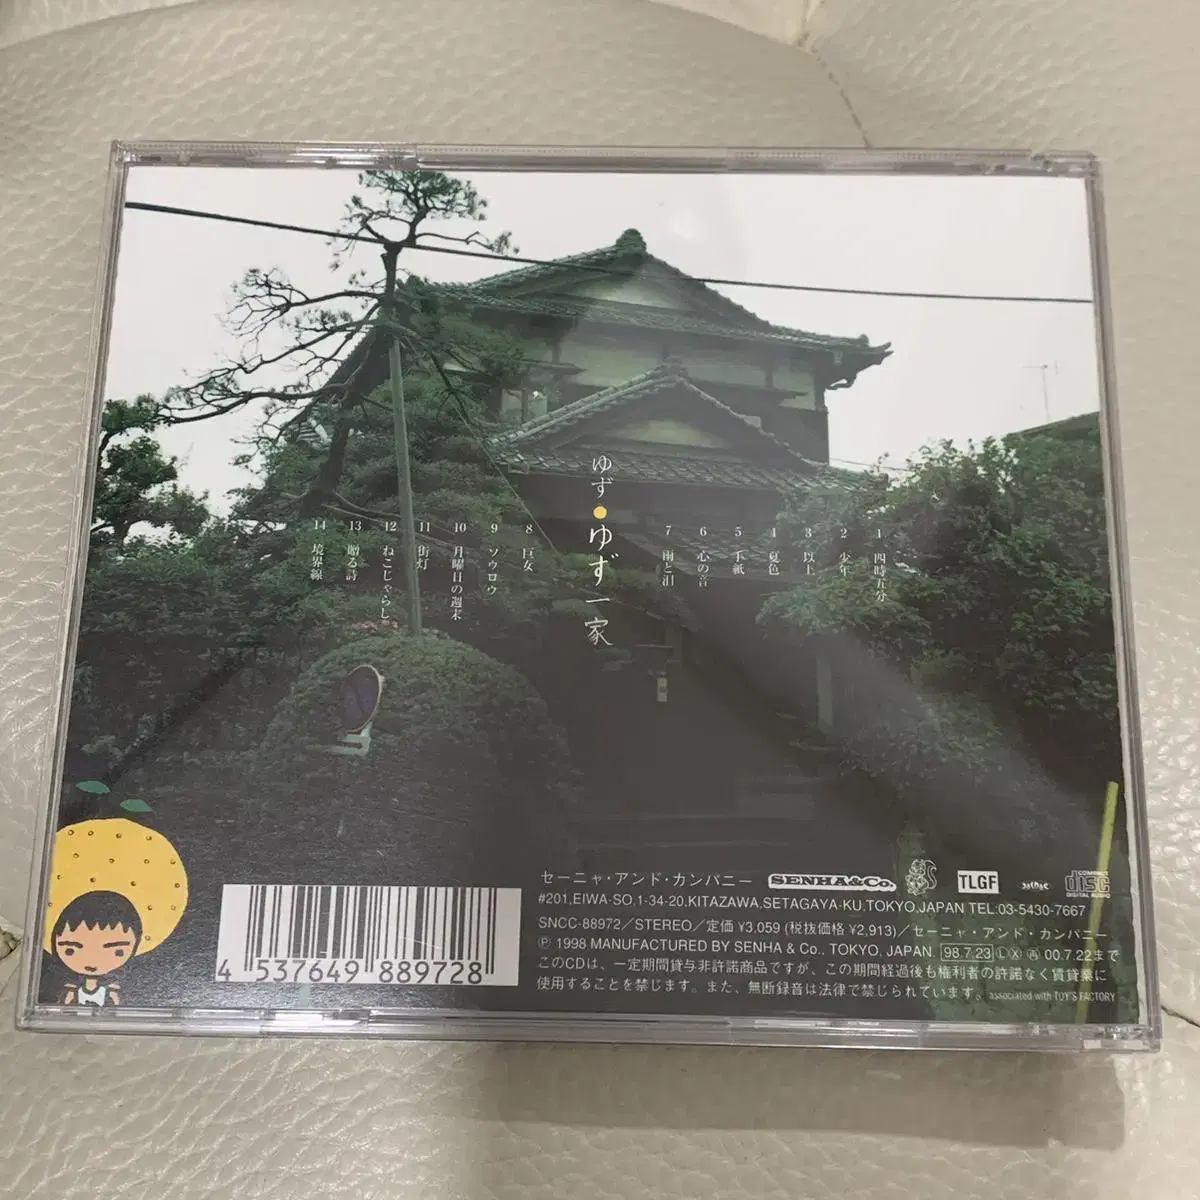 ゆず●ゆず一家
1 四時五分
2 少年
3 以上
4 夏色
5 手紙
6 心の音
7 雨と泪
8 巨女
9 ソウロウ
10 月曜日の週末
11 街灯
12 ねこじゃらし
13 贈る詩
14 境界線
セーニャ・アンド・カンパニー SENHA&Co. TLGF COMPACT disc DIGITAL AUDIO
#201,EIWA-SO,1-34-20,KITAZAWA,SETAGAYA-KU,TOKYO,JAPAN TEL:03-5430-7667
SNCC-88972/STEREO/定価 ¥3,059 (税抜価格 ¥2,913)/セーニャ・アンド・カンパニー
Ⓟ 1998 MANUFACTURED BY SENHA & Co., TOKYO, JAPAN. 98.7.23 Ⓛ Ⓧ 00.7.22まで
このCDは、一定期間貸与非許諾商品ですが、この期間経過後も権利者の許諾なく賃貸業に
使用することを禁じます。また、無断録音は法律で禁じられています。 associated with TOY'S FACTORY
4 537649 889728